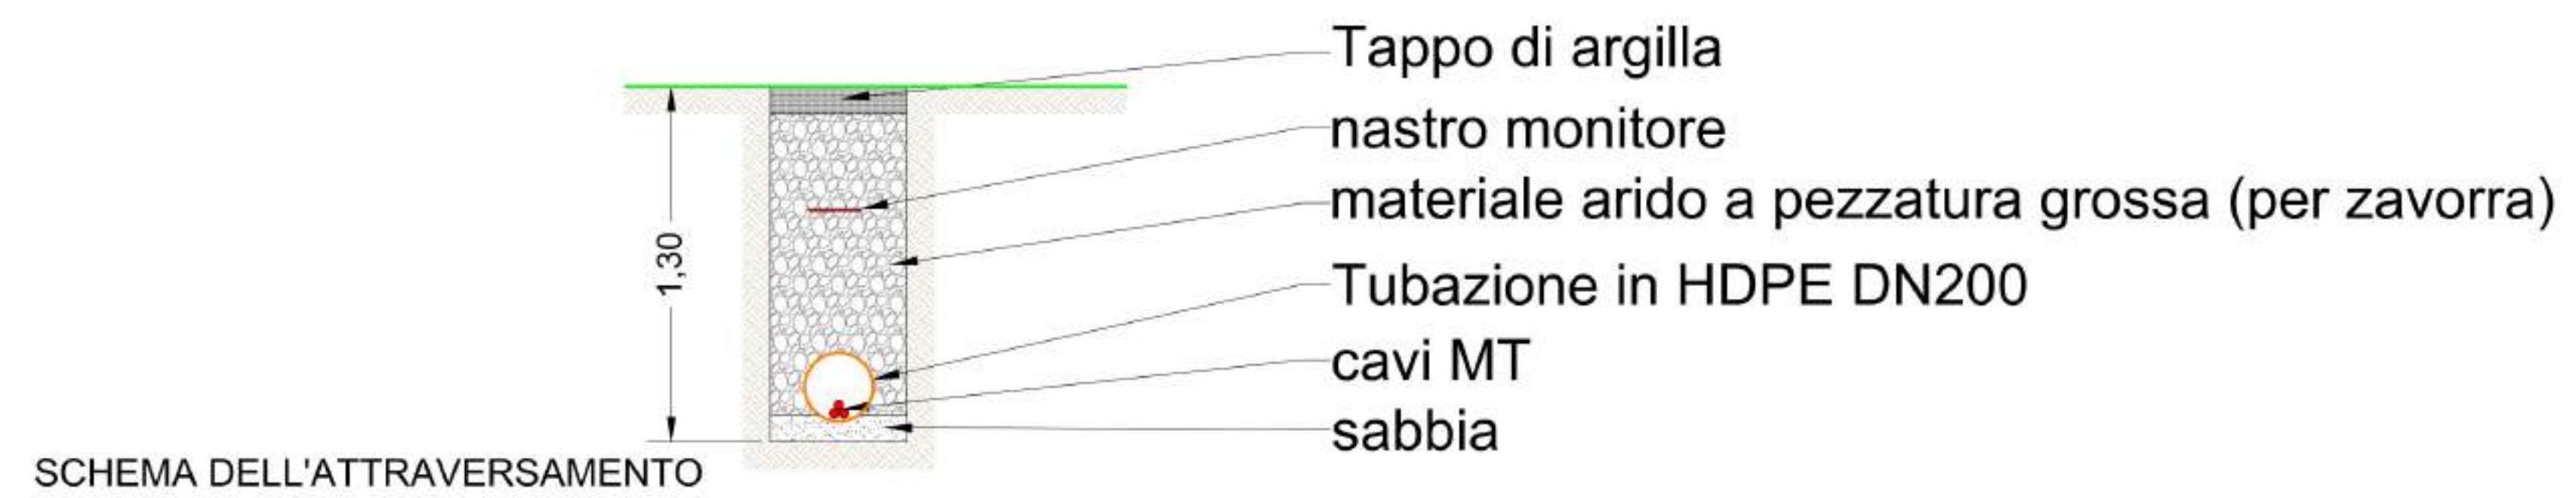 Tappo di argilla
nastro monitore
materiale arido a pezzatura grossa (per zavorra)
1,30
Tubazione in HDPE DN200
cavi MT
sabbia
SCHEMA DELL'ATTRAVERSAMENTO